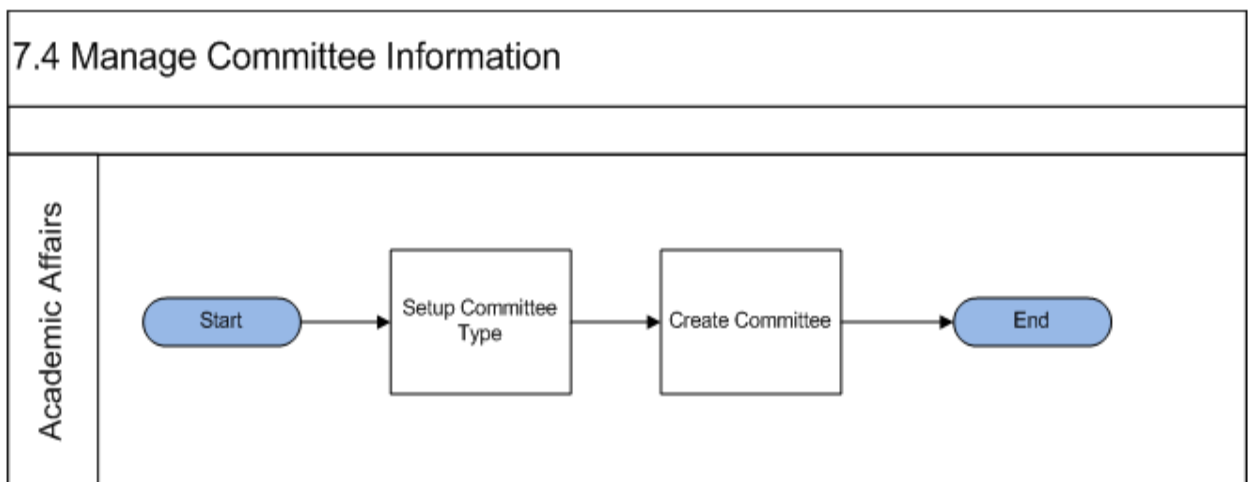 7.4 Manage Committee Information
Academic Affairs
Start
Setup Committee
Type
Create Committee
End